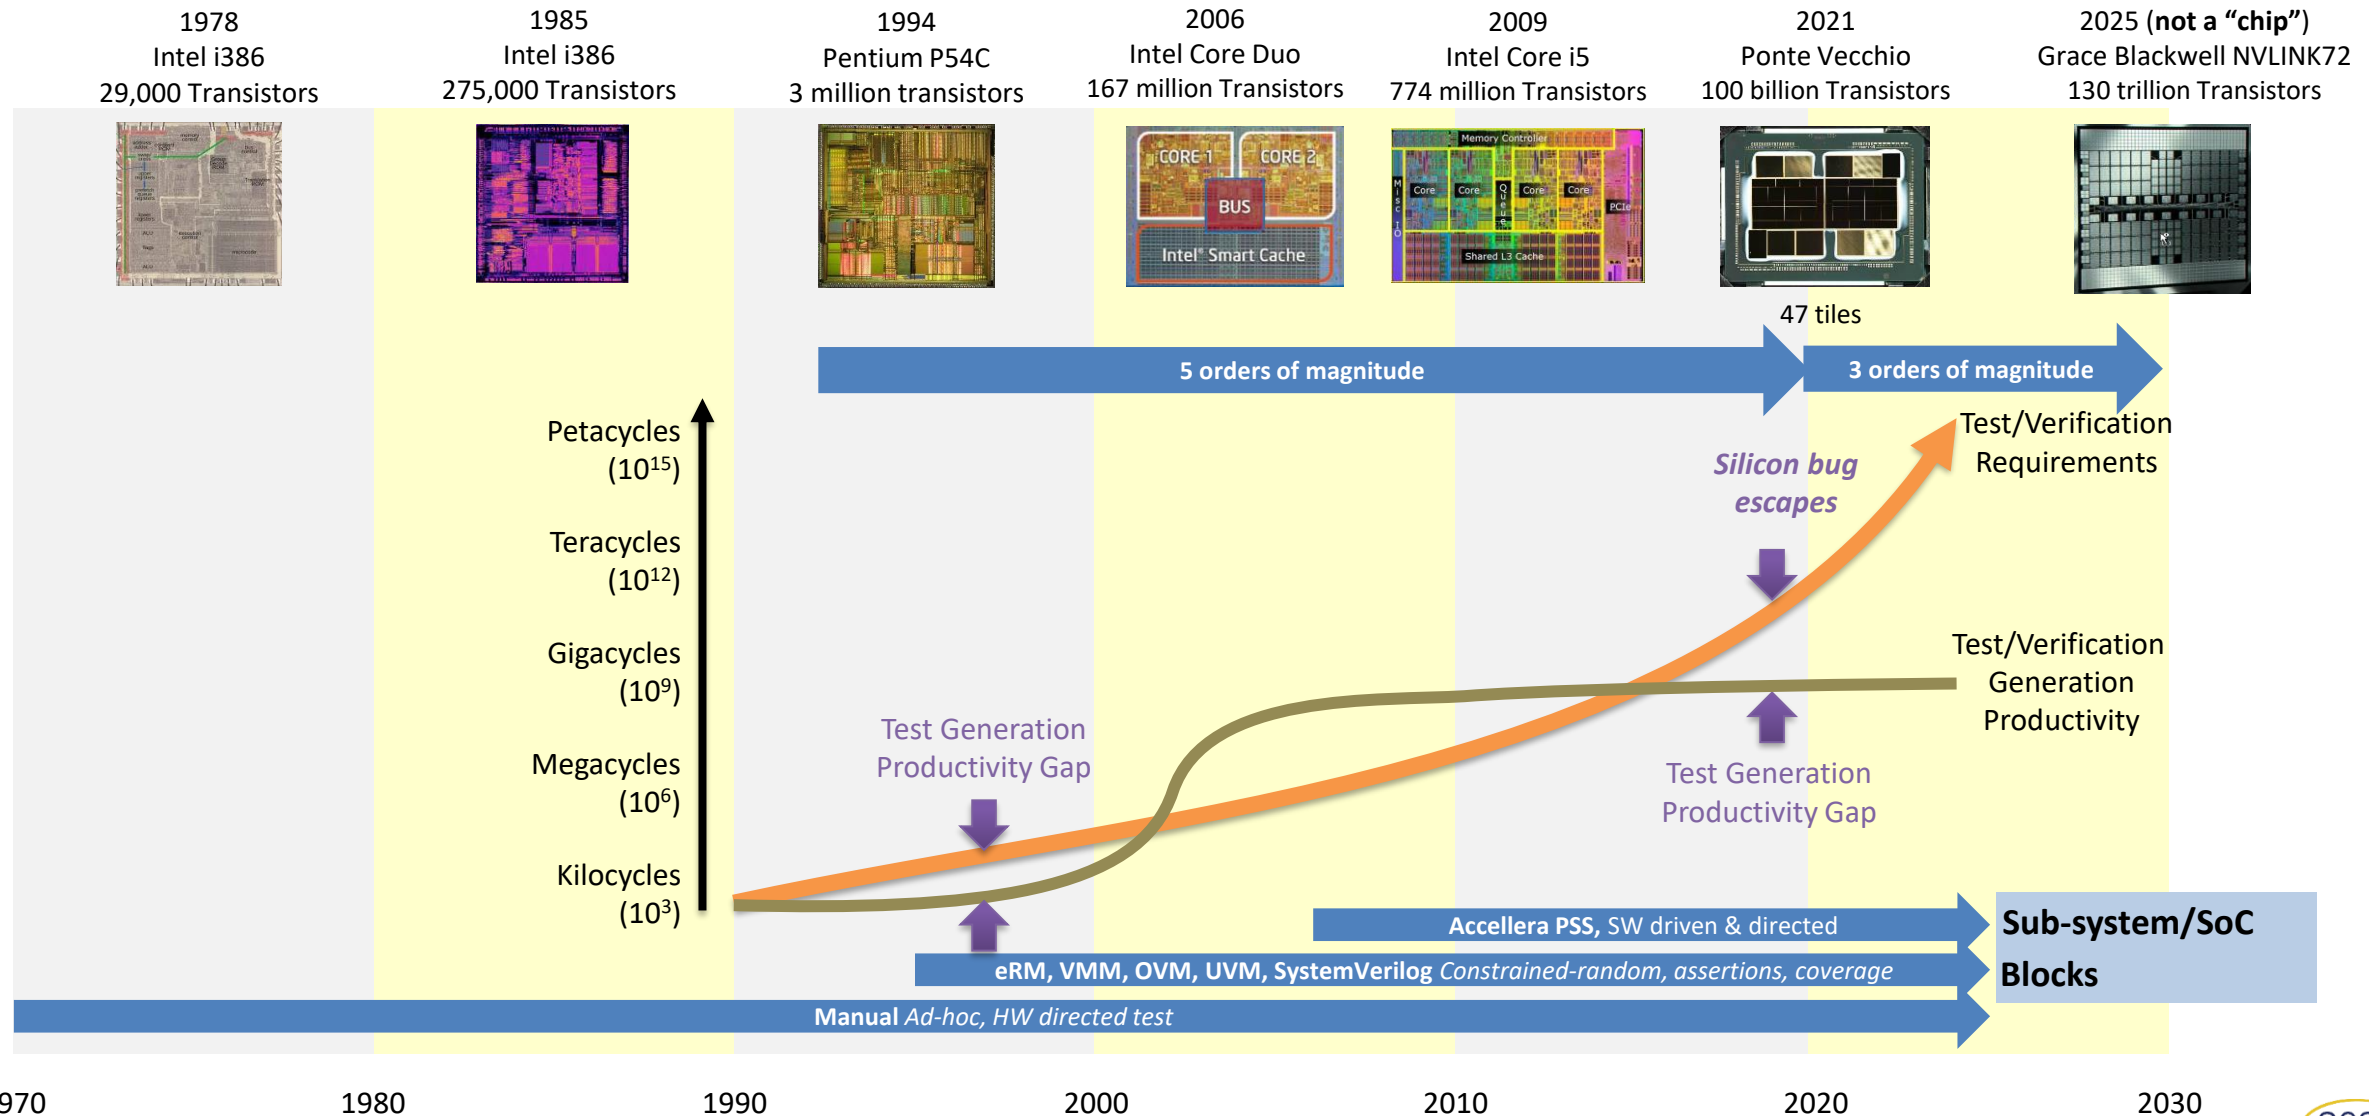 1978
Intel i386
29,000 Transistors
1985
Intel i386
275,000 Transistors
1994
Pentium P54C
3 million transistors
2006
Intel Core Duo
167 million Transistors
2009
Intel Core i5
774 million Transistors
2021
Ponte Vecchio
100 billion Transistors
2025 (not a “chip”)
Grace Blackwell NVLINK72
130 trillion Transistors
CORE 1
CORE 2
BUS
Intel® Smart Cache
Memory Controller
Misc IO
Core
Core
Queue
Core
Core
PCIe
Shared L3 Cache
47 tiles
5 orders of magnitude
3 orders of magnitude
Petacycles
(10¹⁵)
Teracycles
(10¹²)
Gigacycles
(10⁹)
Megacycles
(10⁶)
Kilocycles
(10³)
Test/Verification
Requirements
Silicon bug
escapes
Test/Verification
Generation
Productivity
Test Generation
Productivity Gap
Test Generation
Productivity Gap
Accellera PSS, SW driven & directed
eRM, VMM, OVM, UVM, SystemVerilog Constrained-random, assertions, coverage
Manual Ad-hoc, HW directed test
Sub-system/SoC
Blocks
970
1980
1990
2000
2010
2020
2030